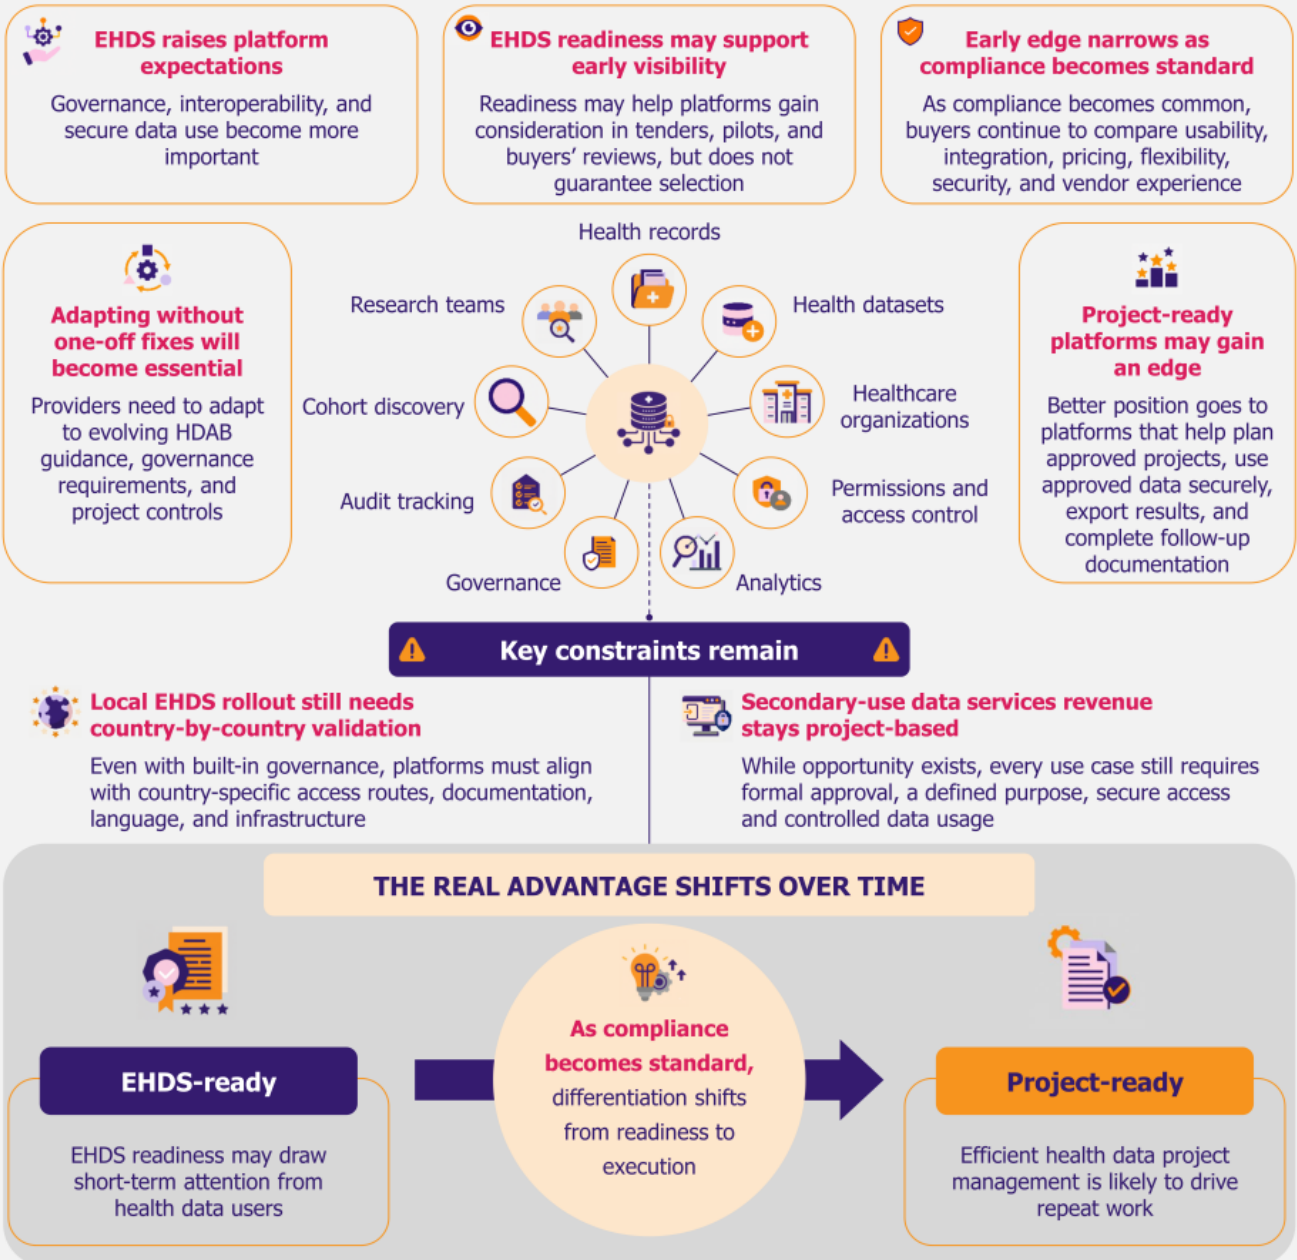 EHDS raises platform
expectations
Governance, interoperability, and
secure data use become more
important
EHDS readiness may support
early visibility
Readiness may help platforms gain
consideration in tenders, pilots, and
buyers' reviews, but does not
guarantee selection
Early edge narrows as
compliance becomes standard
As compliance becomes common,
buyers continue to compare usability,
integration, pricing, flexibility,
security, and vendor experience
Adapting without
one-off fixes will
become essential
Providers need to adapt
to evolving HDAB
guidance, governance
requirements, and
project controls
Health records
Research teams
Health datasets
Cohort discovery
Healthcare
organizations
Audit tracking
Permissions and
access control
Governance
Analytics
Project-ready
platforms may gain
an edge
Better position goes to
platforms that help plan
approved projects, use
approved data securely,
export results, and
complete follow-up
documentation
Key constraints remain
Local EHDS rollout still needs
country-by-country validation
Even with built-in governance, platforms must align
with country-specific access routes, documentation,
language, and infrastructure
Secondary-use data services revenue
stays project-based
While opportunity exists, every use case still requires
formal approval, a defined purpose, secure access
and controlled data usage
THE REAL ADVANTAGE SHIFTS OVER TIME
EHDS-ready
EHDS readiness may draw
short-term attention from
health data users
As compliance
becomes standard,
differentiation shifts
from readiness to
execution
Project-ready
Efficient health data project
management is likely to drive
repeat work